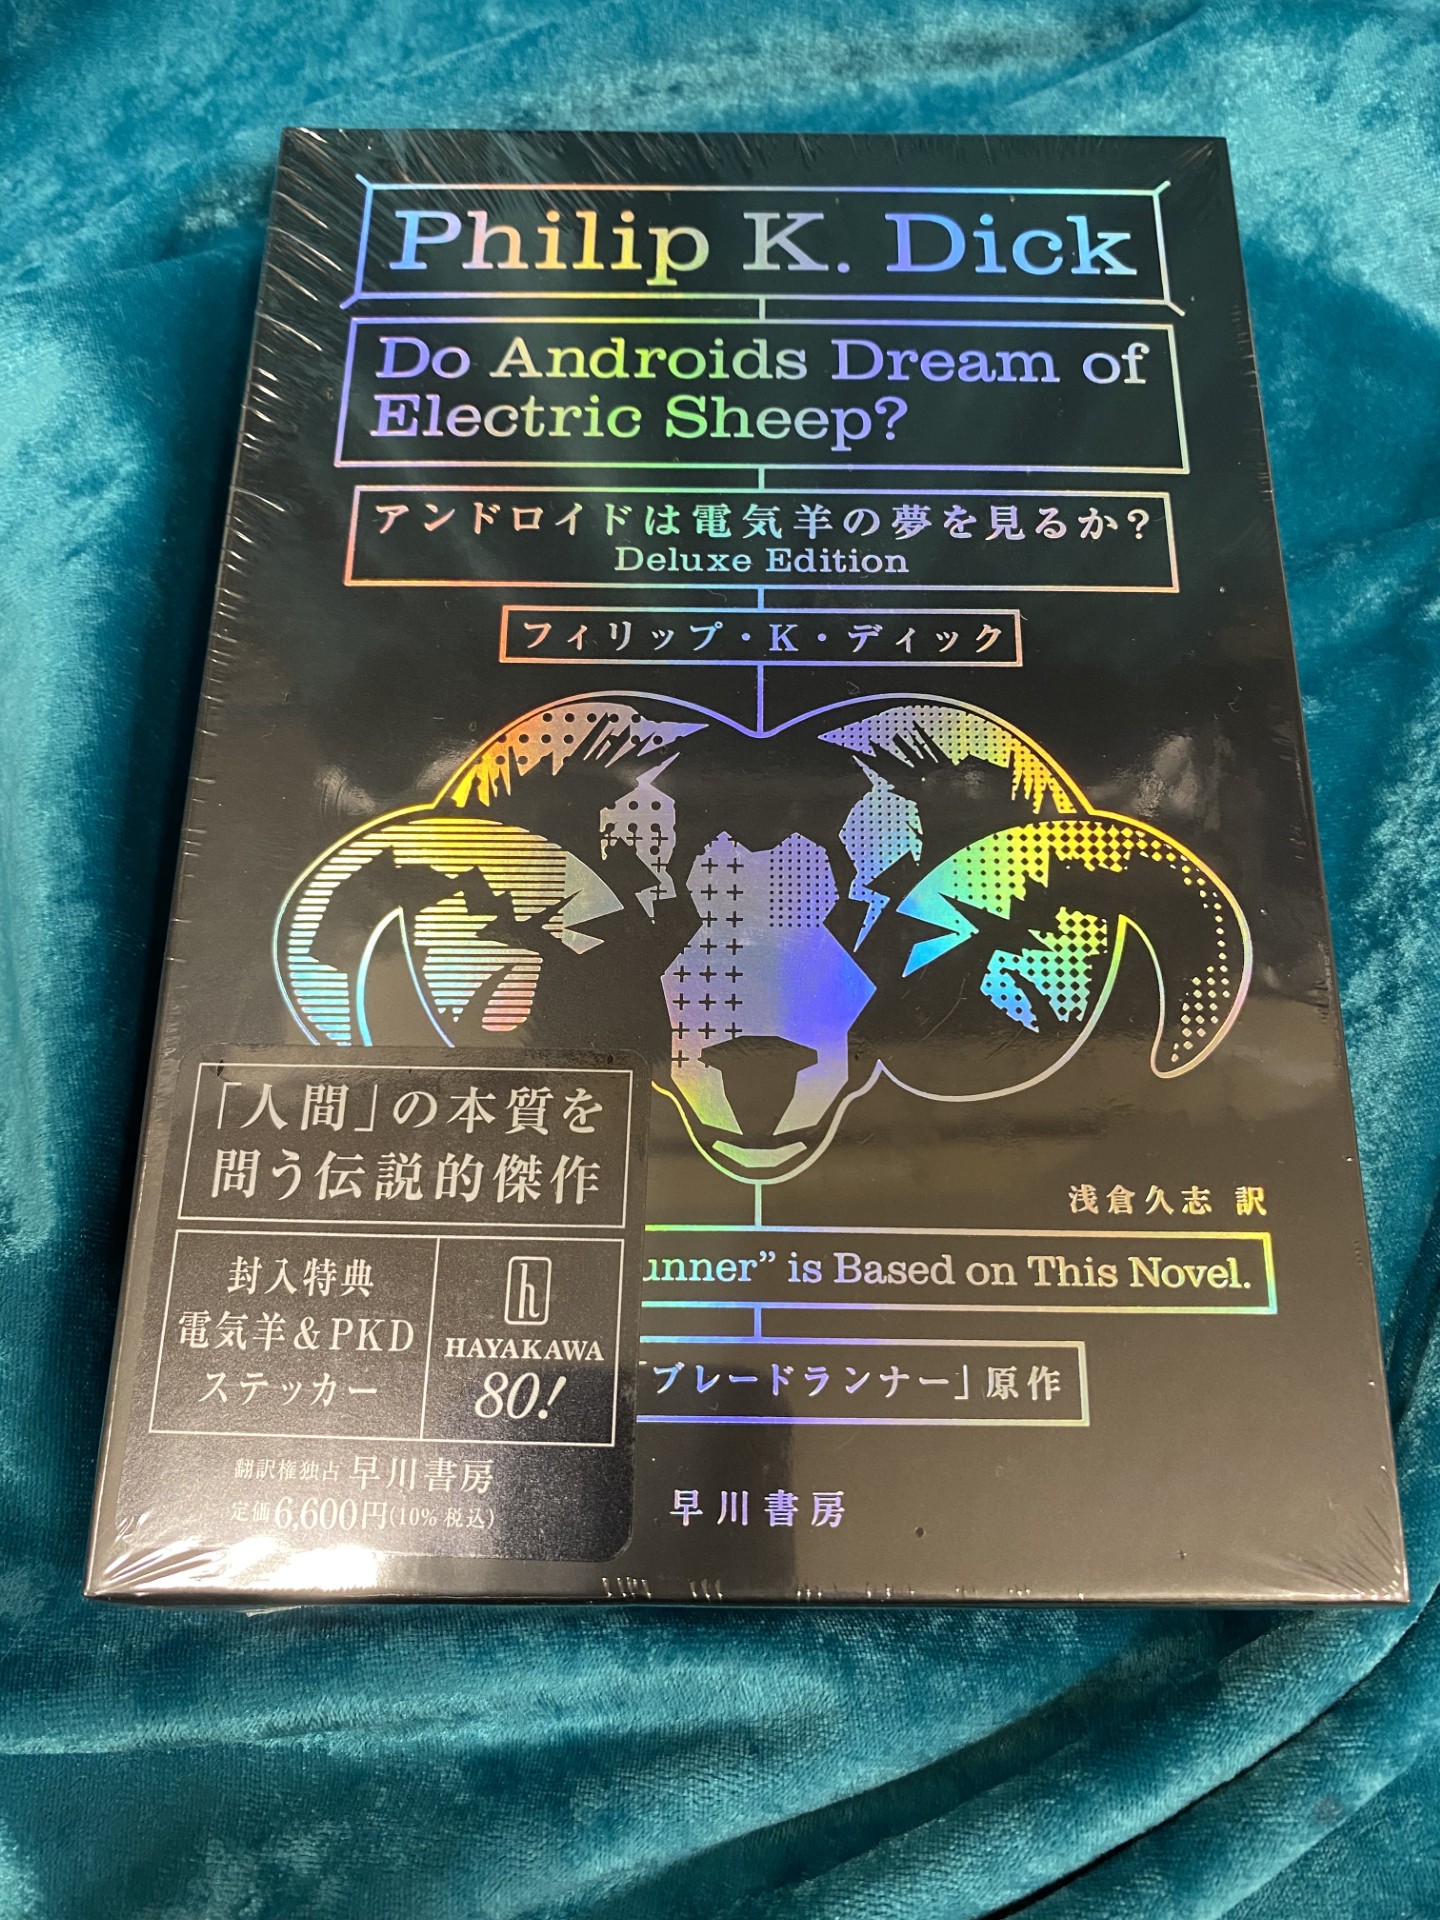 Philip K. Dick
Do Androids Dream of
Electric Sheep?
アンドロイドは電気羊の夢を見るか?
Deluxe Edition
フィリップ・K・ディック
浅倉久志 訳
unner” is Based on This Novel.
「ブレードランナー」原作
早川書房
「人間」の本質を
問う伝説的傑作
封入特典
電気羊&PKD
ステッカー
h
HAYAKAWA
80!
翻訳権独占 早川書房
定価6,600円(10% 税込)